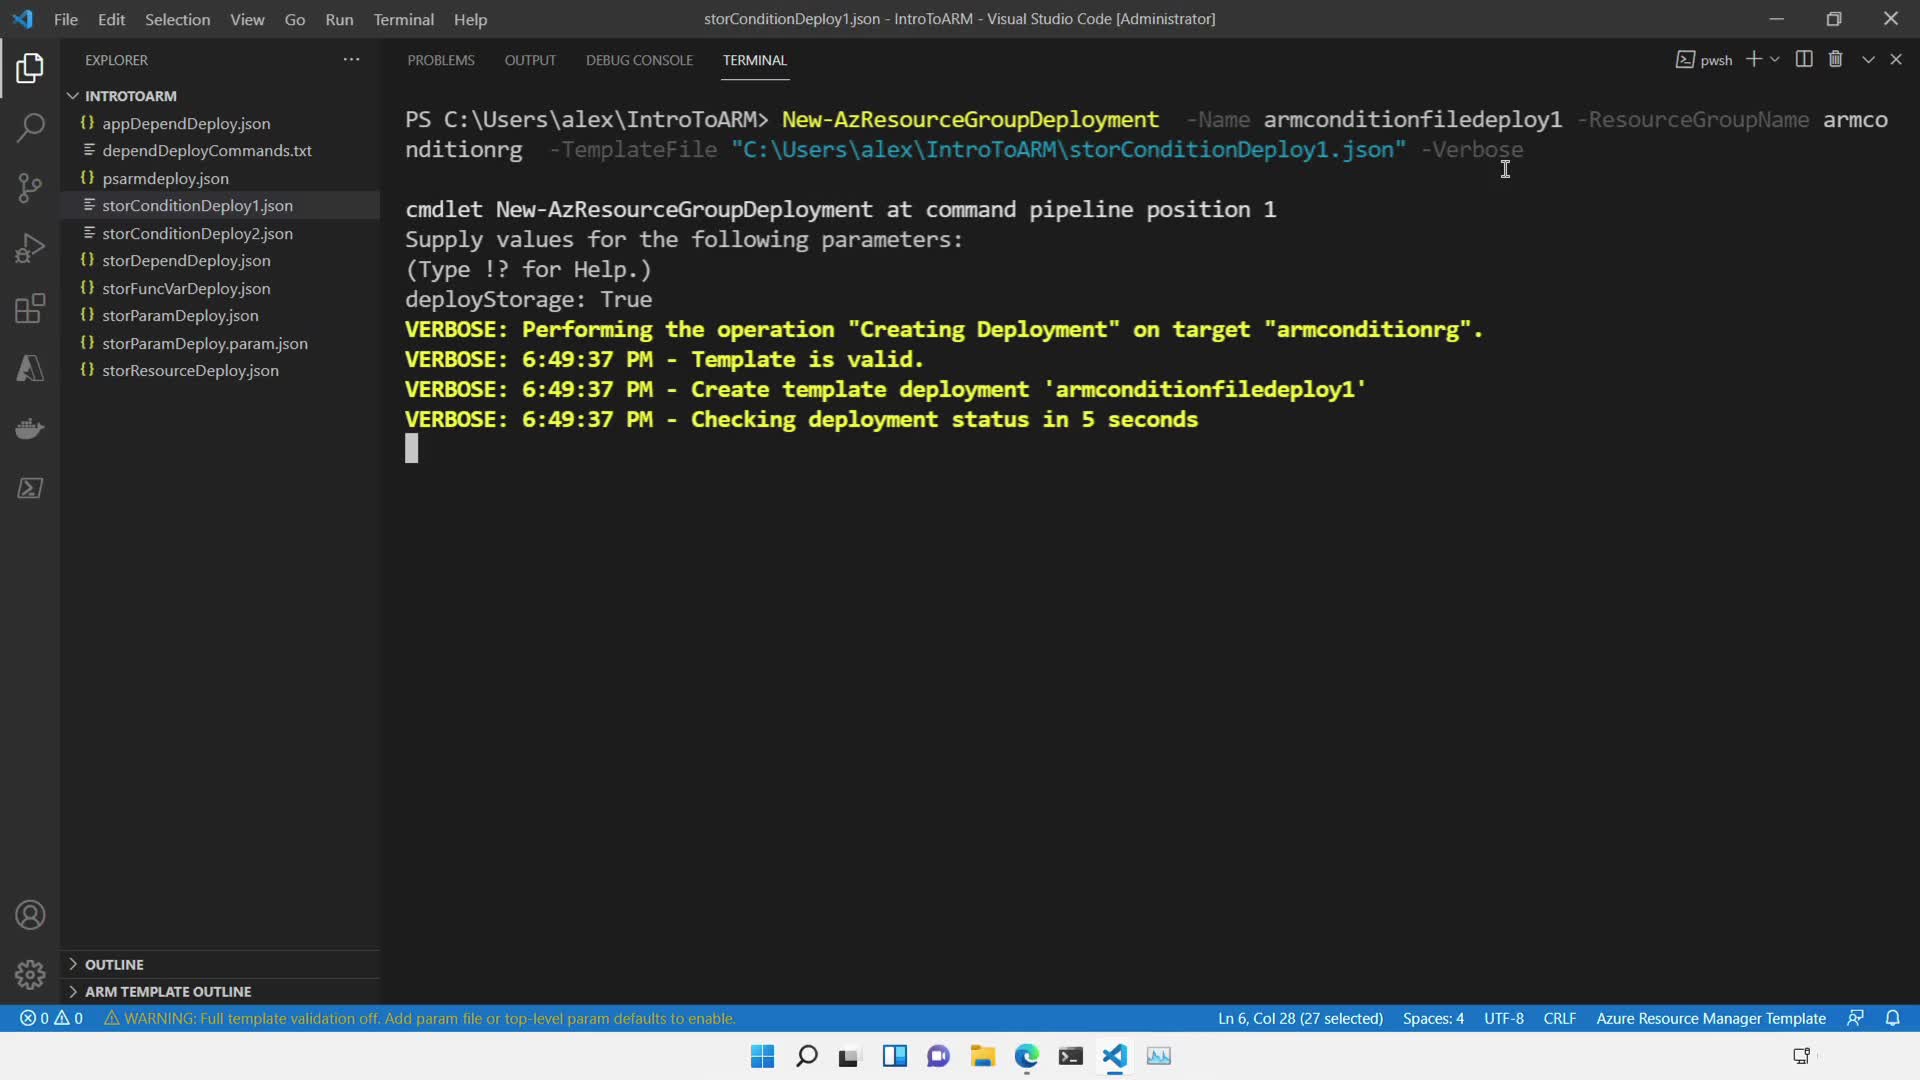 File Edit Selection View Go Run Terminal Help
storConditionDeploy1.json - IntroToARM - Visual Studio Code [Administrator]
EXPLORER
INTROTOARM
appDependDeploy.json
dependDeployCommands.txt
psarmdeploy.json
storConditionDeploy1.json
storConditionDeploy2.json
storDependDeploy.json
storFuncVarDeploy.json
storParamDeploy.json
storParamDeploy.param.json
storResourceDeploy.json
OUTLINE
ARM TEMPLATE OUTLINE
PROBLEMS OUTPUT DEBUG CONSOLE TERMINAL
pwsh
PS C:\Users\alex\IntroToARM> New-AzResourceGroupDeployment -Name armconditionfiledeploy1 -ResourceGroupName armco
nditionrg -TemplateFile "C:\Users\alex\IntroToARM\storConditionDeploy1.json" -Verbose
cmdlet New-AzResourceGroupDeployment at command pipeline position 1
Supply values for the following parameters:
(Type !? for Help.)
deployStorage: True
VERBOSE: Performing the operation "Creating Deployment" on target "armconditionrg".
VERBOSE: 6:49:37 PM - Template is valid.
VERBOSE: 6:49:37 PM - Create template deployment 'armconditionfiledeploy1'
VERBOSE: 6:49:37 PM - Checking deployment status in 5 seconds
0 0 WARNING: Full template validation off. Add param file or top-level param defaults to enable.
Ln 6, Col 28 (27 selected) Spaces: 4 UTF-8 CRLF Azure Resource Manager Template